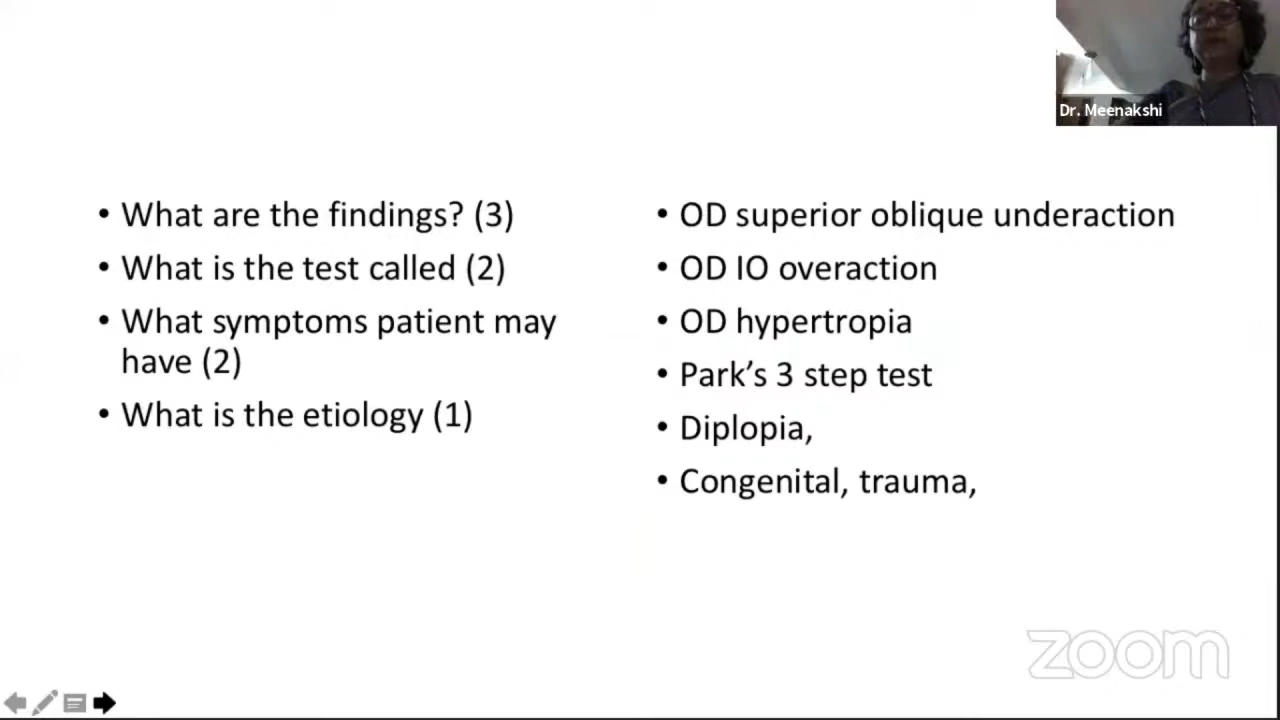 Dr. Meenakshi
• What are the findings? (3)
• What is the test called (2)
• What symptoms patient may
have (2)
• What is the etiology (1)
• OD superior oblique underaction
• OD IO overaction
• OD hypertropia
• Park’s 3 step test
• Diplopia,
• Congenital, trauma,
zoom